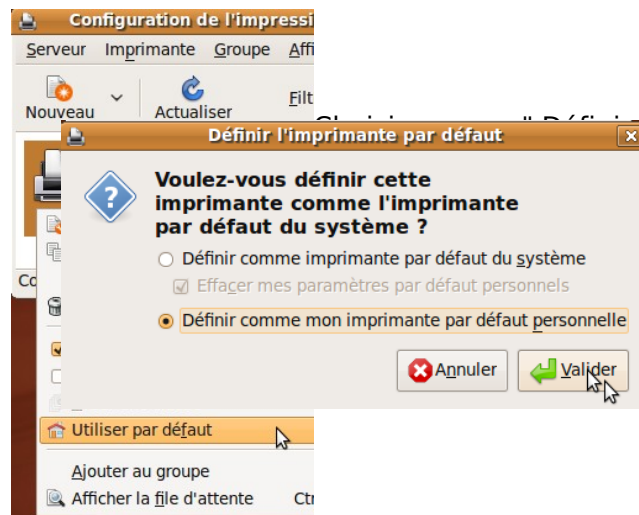 Configuration de l'impressi
Serveur Imprimante Groupe Affi
Nouveau Actualiser Filt
Définir l'imprimante par défaut
Voulez-vous définir cette
imprimante comme l'imprimante
par défaut du système ?
Définir comme imprimante par défaut du système
Effacer mes paramètres par défaut personnels
Définir comme mon imprimante par défaut personnelle
Annuler Valider
Co
Utiliser par défaut
Ajouter au groupe
Afficher la file d'attente Ctr